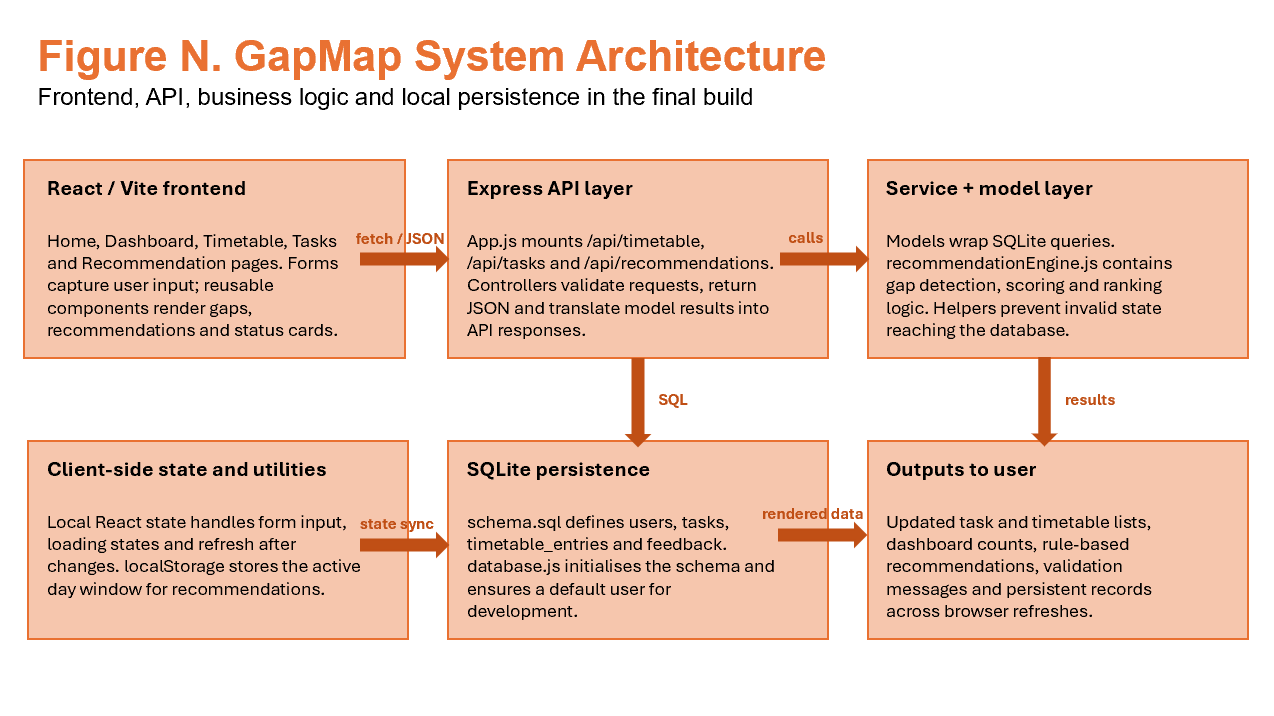 Figure N. GapMap System Architecture
Frontend, API, business logic and local persistence in the final build
React / Vite frontend
Home, Dashboard, Timetable, Tasks
and Recommendation pages. Forms
capture user input; reusable
components render gaps,
recommendations and status cards.
fetch / JSON
Express API layer
App.js mounts /api/timetable,
/api/tasks and /api/recommendations.
Controllers validate requests, return
JSON and translate model results into
API responses.
calls
Service + model layer
Models wrap SQLite queries.
recommendationEngine.js contains
gap detection, scoring and ranking
logic. Helpers prevent invalid state
reaching the database.
SQL
results
Client-side state and utilities
Local React state handles form input,
loading states and refresh after
changes. localStorage stores the active
day window for recommendations.
state sync
SQLite persistence
schema.sql defines users, tasks,
timetable_entries and feedback.
database.js initialises the schema and
ensures a default user for
development.
rendered data
Outputs to user
Updated task and timetable lists,
dashboard counts, rule-based
recommendations, validation
messages and persistent records
across browser refreshes.